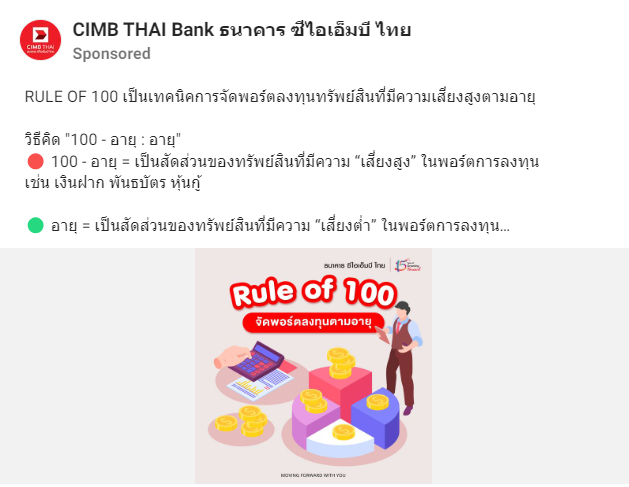 CIMB THAI Bank ธนาคาร ซีไอเอ็มบี ไทย
Sponsored
CIMB THAI
RULE OF 100 เป็นเทคนิคการจัดพอร์ตลงทุนทรัพย์สินที่มีความเสี่ยงสูงตามอายุ
วิธีคิด "100 - อายุ : อายุ"
100 - อายุ = เป็นสัดส่วนของทรัพย์สินที่มีความ “เสี่ยงสูง” ในพอร์ตการลงทุน
เช่น เงินฝาก พันธบัตร หุ้นกู้
อายุ = เป็นสัดส่วนของทรัพย์สินที่มีความ “เสี่ยงต่ำ” ในพอร์ตการลงทุน...
ธนาคาร ซีไอเอ็มบี ไทย
15
Rule of 100
จัดพอร์ตลงทุนตามอายุ
MOVING FORWARD WITH YOU